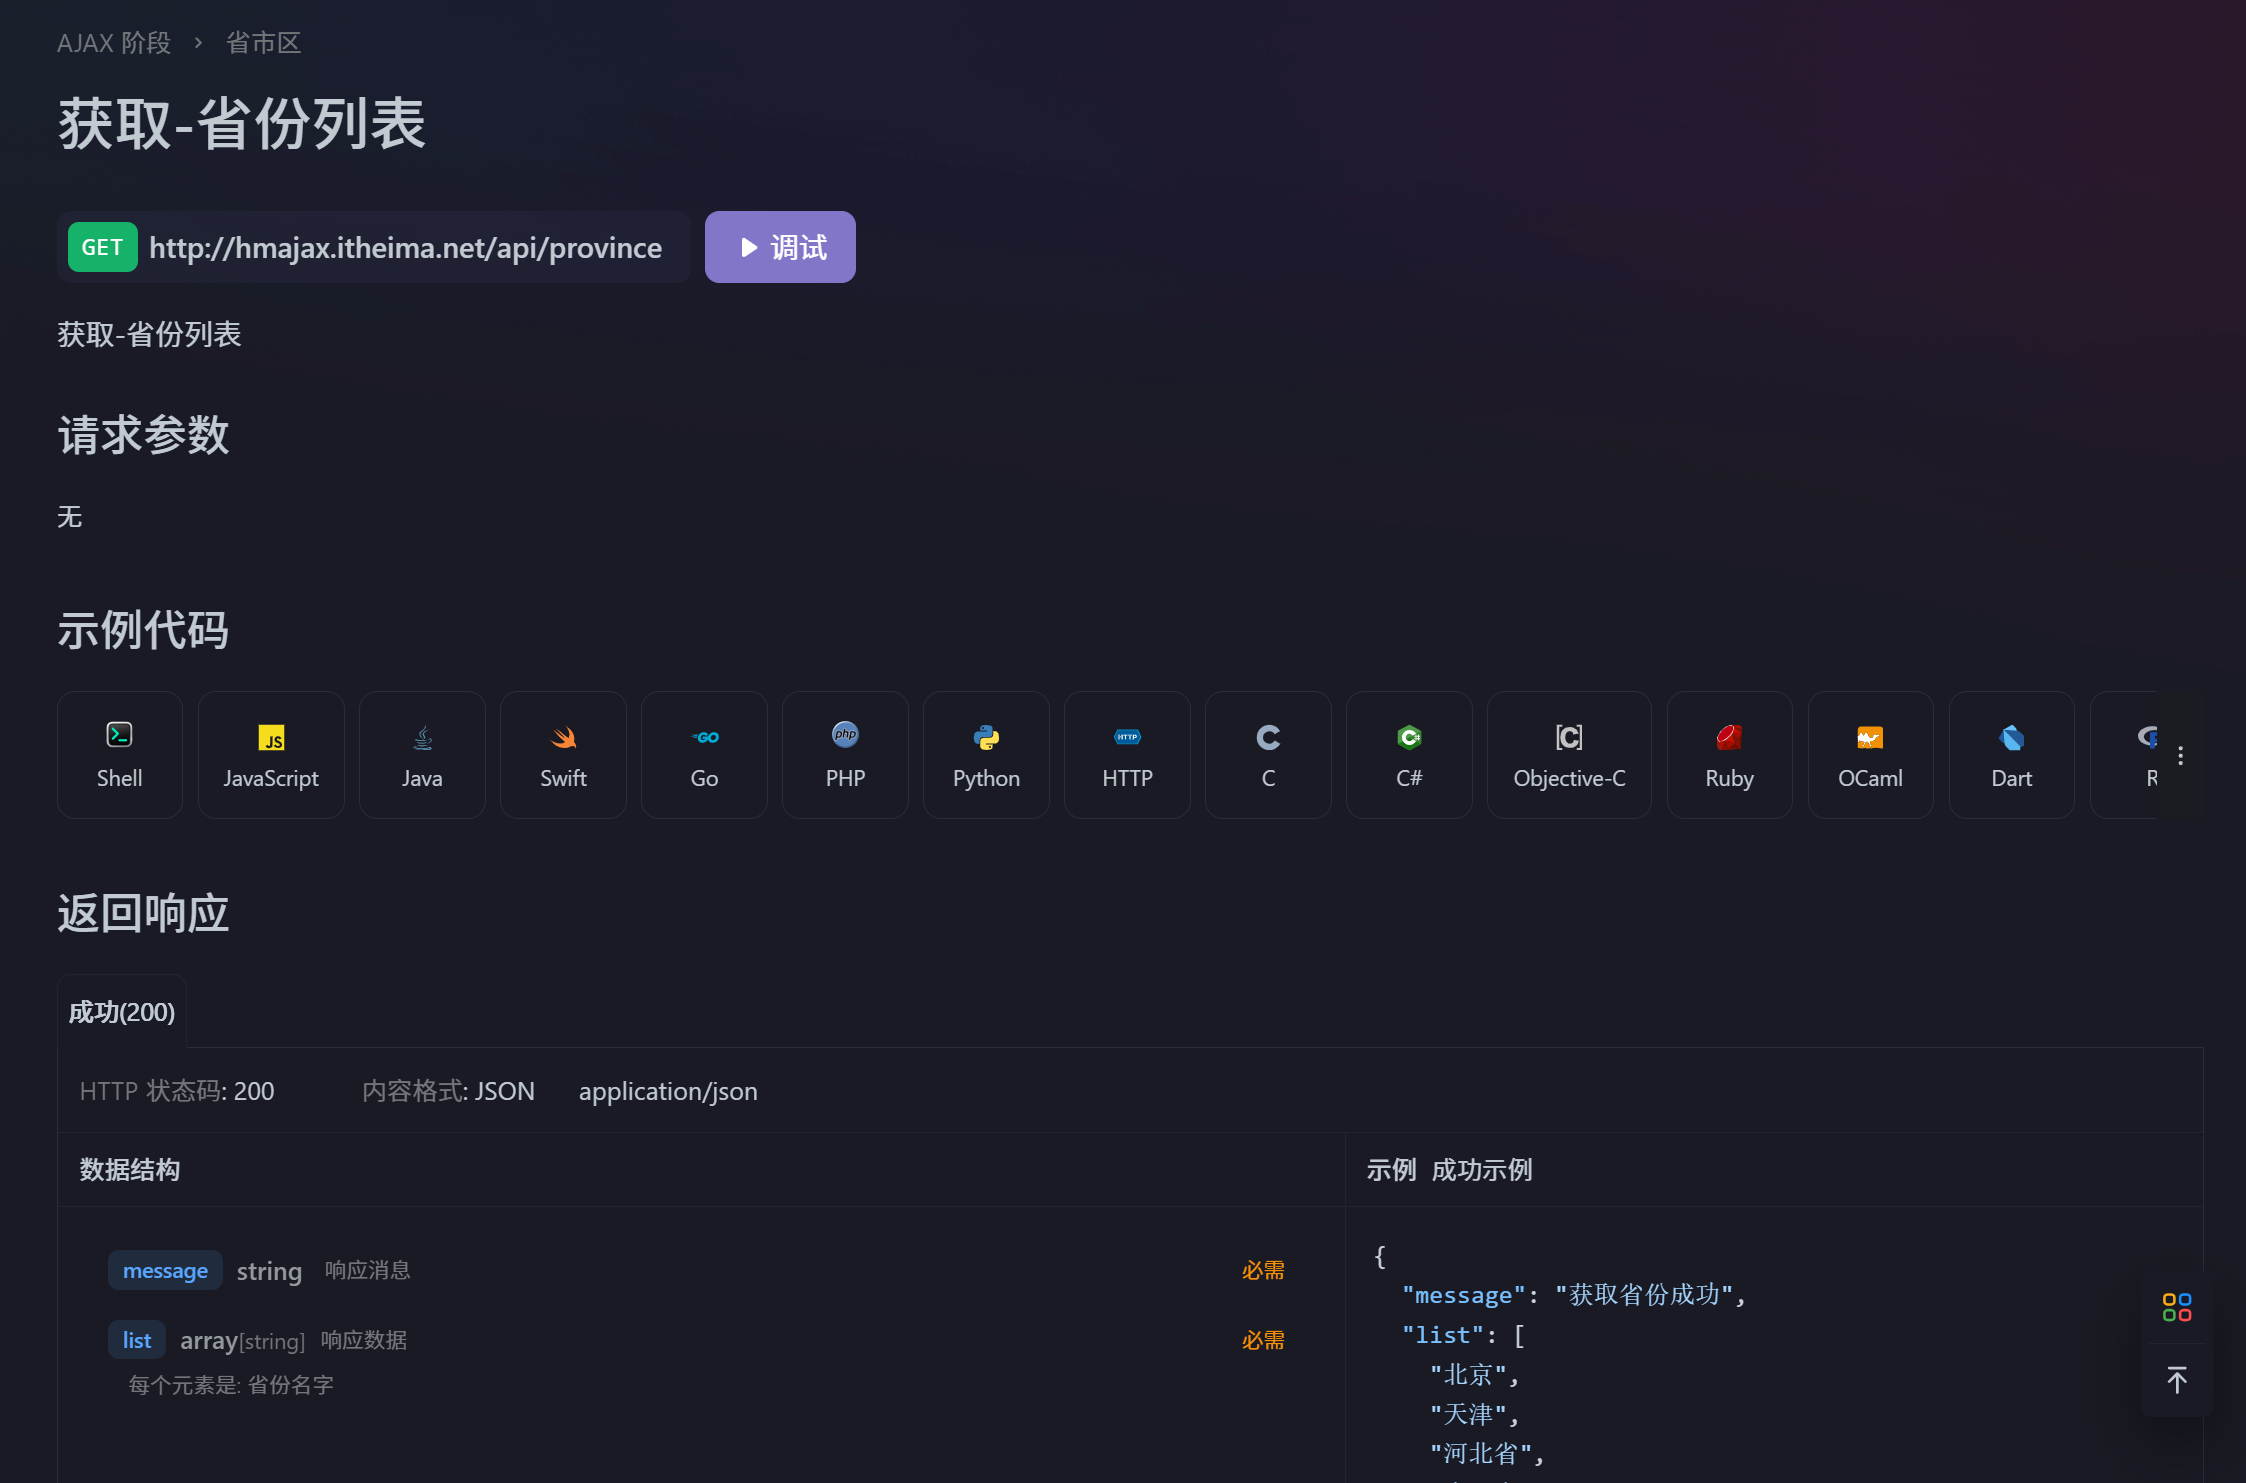 AJAX 阶段 › 省市区
获取-省份列表
GET http://hmajax.itheima.net/api/province 调试
获取-省份列表
请求参数
无
示例代码
JS GO php HTTP C C [C]
Shell JavaScript Java Swift Go PHP Python HTTP C C# Objective-C Ruby OCaml Dart R
返回响应
成功(200)
HTTP 状态码: 200 内容格式: JSON application/json
数据结构 示例 成功示例
message string 响应消息 必需
list array[string] 响应数据 必需
每个元素是: 省份名字
{
"message": "获取省份成功",
"list": [
"北京",
"天津",
"河北省",